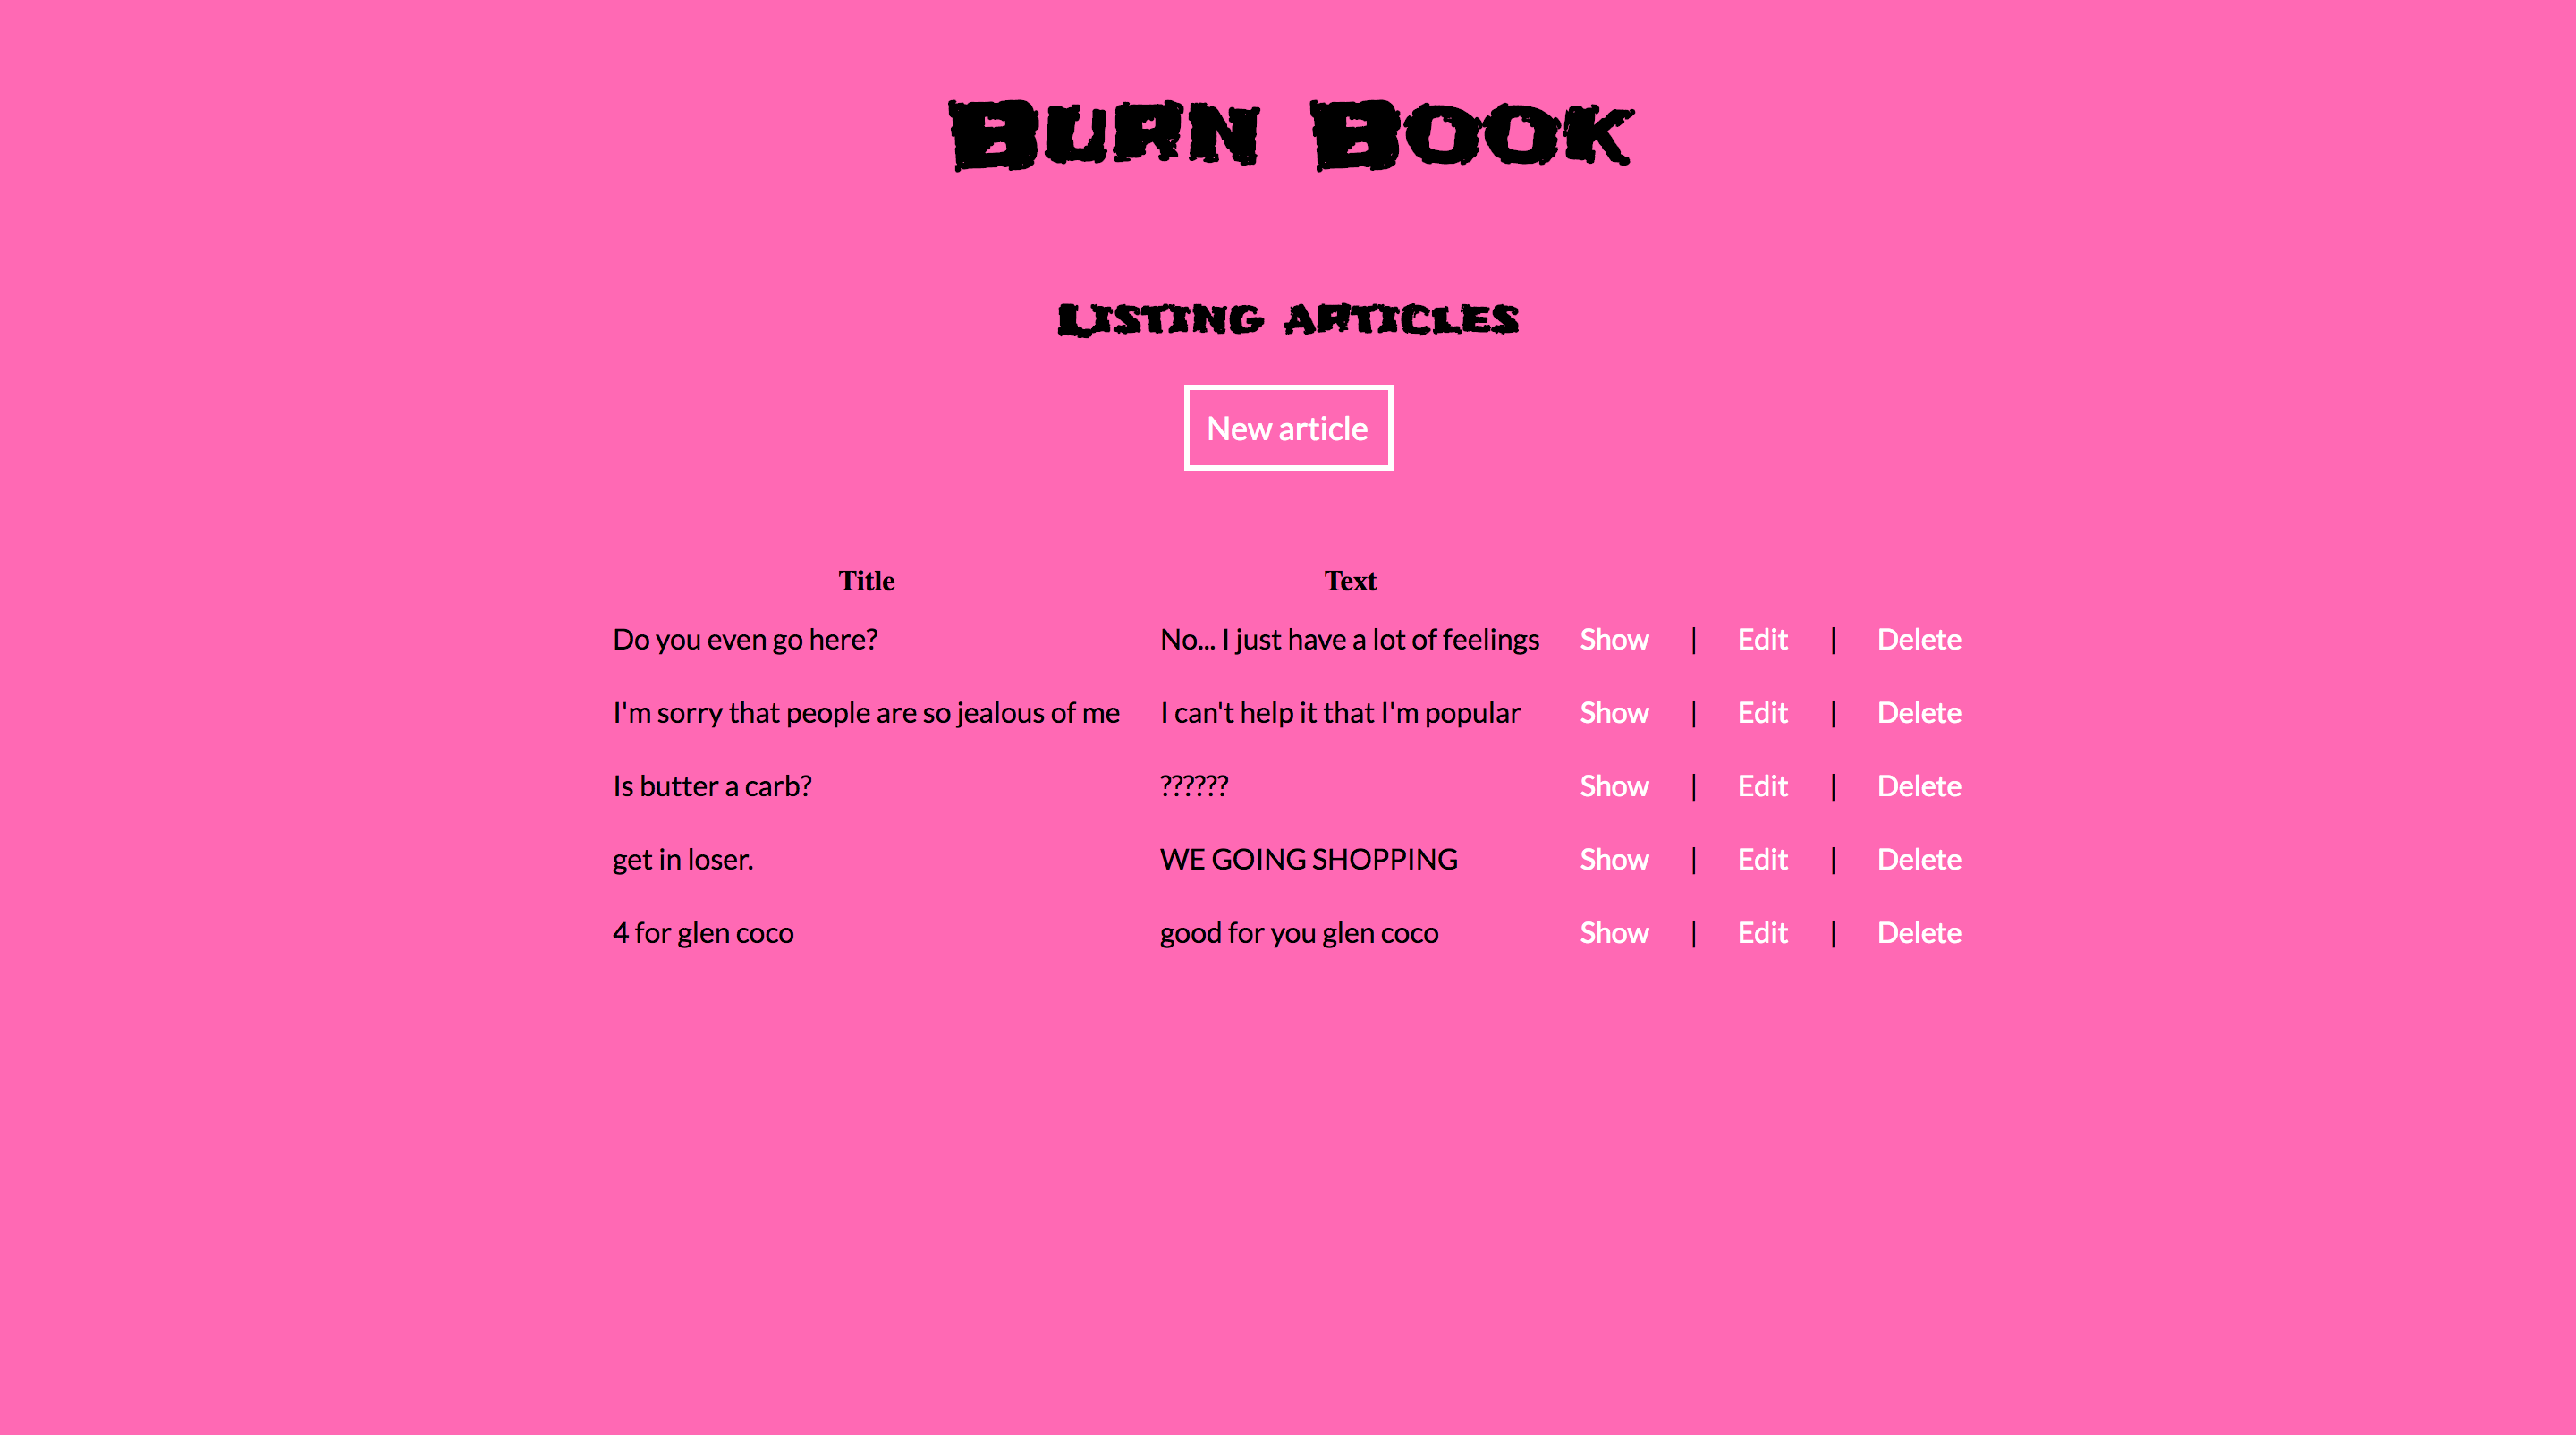 Burn Book
Listing articles
New article
Title Text
Do you even go here? No... I just have a lot of feelings Show | Edit | Delete
I'm sorry that people are so jealous of me I can't help it that I'm popular Show | Edit | Delete
Is butter a carb? ?????? Show | Edit | Delete
get in loser. WE GOING SHOPPING Show | Edit | Delete
4 for glen coco good for you glen coco Show | Edit | Delete